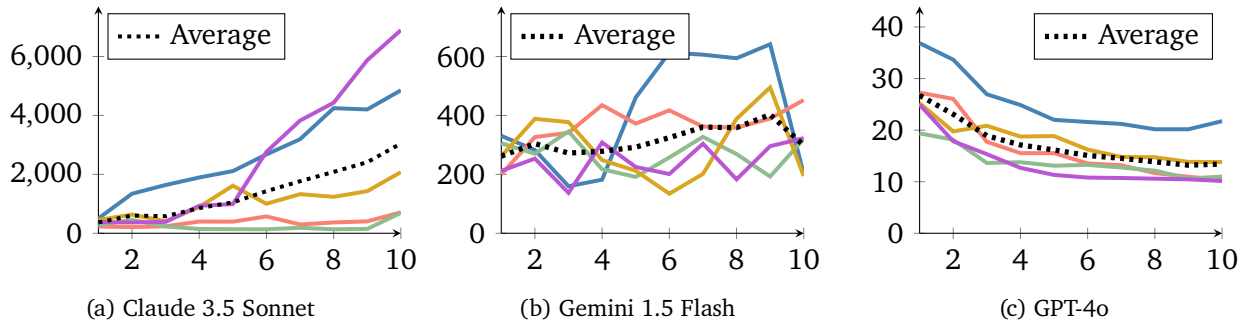 Average
6,000
4,000
2,000
0
2 4 6 8 10
(a) Claude 3.5 Sonnet
Average
600
400
200
0
2 4 6 8 10
(b) Gemini 1.5 Flash
Average
40
30
20
10
0
2 4 6 8 10
(c) GPT-4o